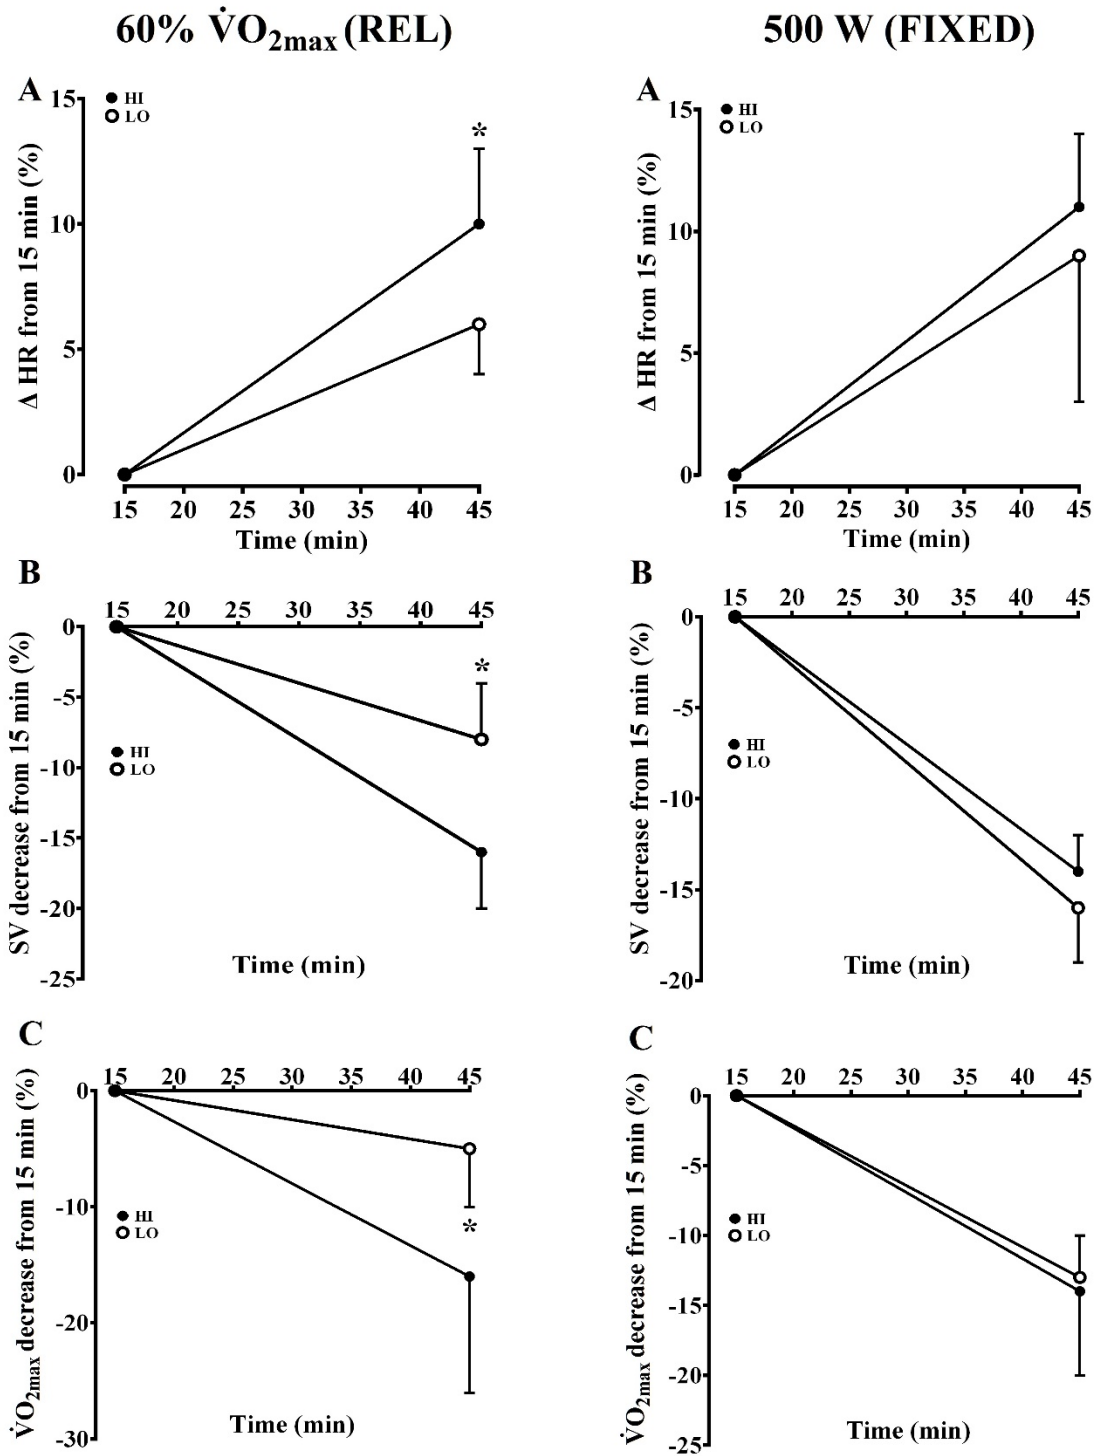 60% V̇O2max (REL)
500 W (FIXED)
A
HI
LO
*
Δ HR from 15 min (%)
15
10
5
0
15 20 25 30 35 40 45
Time (min)
A
HI
LO
Δ HR from 15 min (%)
15
10
5
0
15 20 25 30 35 40 45
Time (min)
B
15 20 25 30 35 40 45
SV decrease from 15 min (%)
0
-5
-10
-15
-20
-25
*
HI
LO
Time (min)
B
15 20 25 30 35 40 45
SV decrease from 15 min (%)
0
-5
-10
-15
-20
HI
LO
Time (min)
C
15 20 25 30 35 40 45
V̇O2max decrease from 15 min (%)
0
-10
-20
-30
HI
LO
*
Time (min)
C
15 20 25 30 35 40 45
V̇O2max decrease from 15 min (%)
0
-5
-10
-15
-20
-25
HI
LO
Time (min)